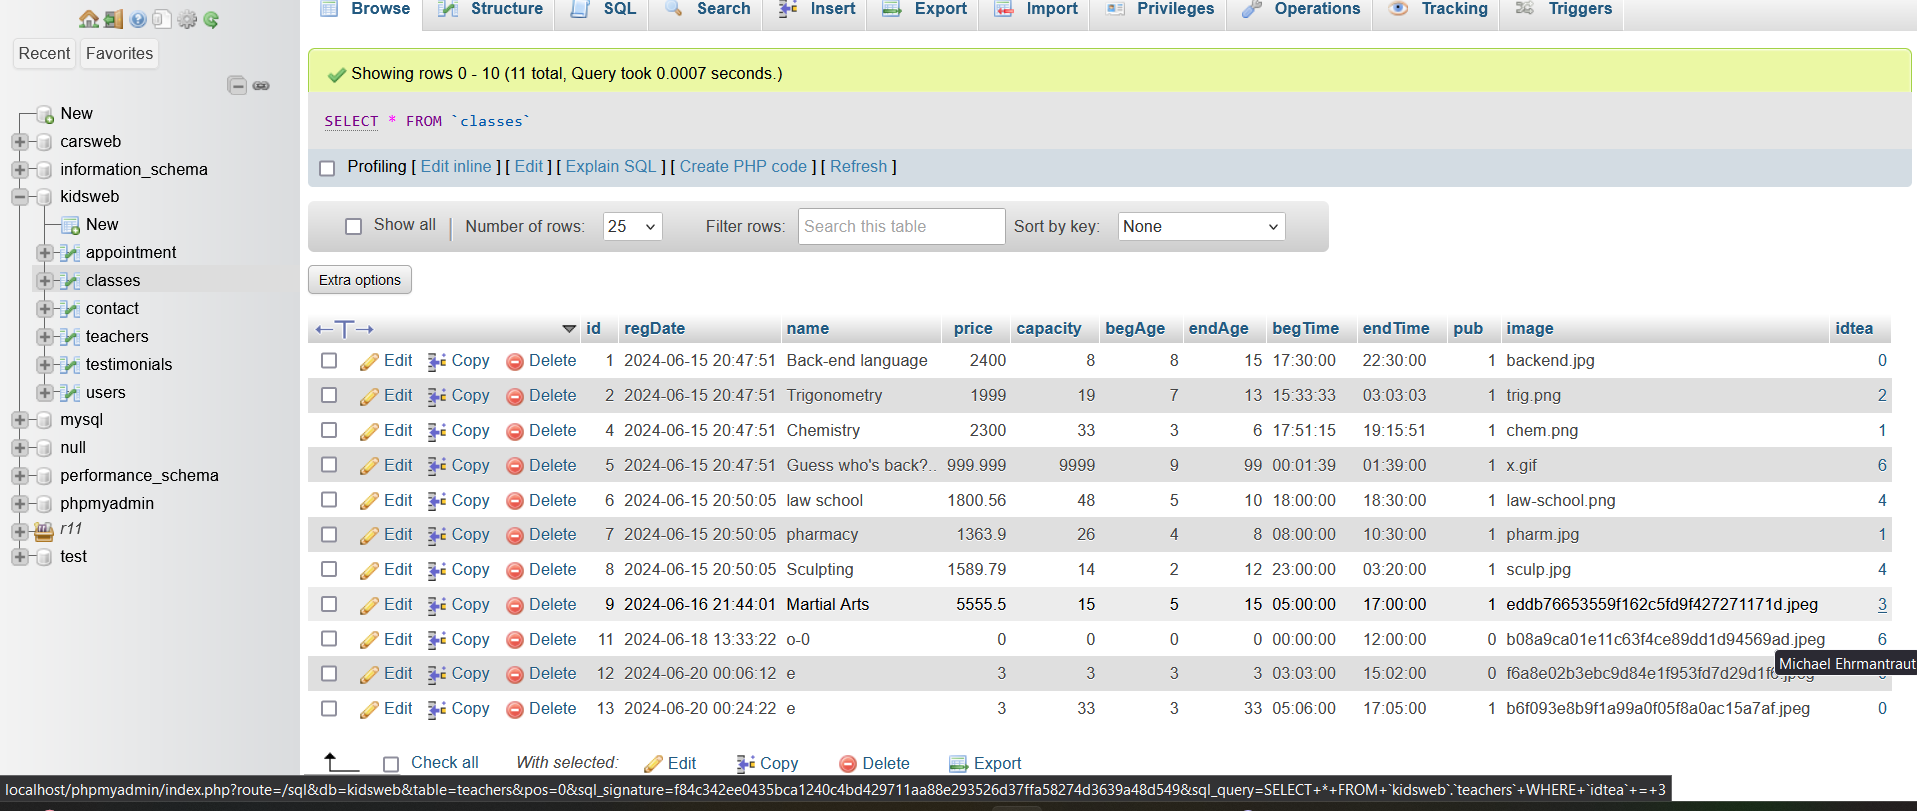 Browse Structure SQL Search Insert Export Import Privileges Operations Tracking Triggers
Recent Favorites
New
carsweb
information_schema
kidsweb
New
appointment
classes
contact
teachers
testimonials
users
mysql
null
performance_schema
phpmyadmin
r11
test
Showing rows 0 - 10 (11 total, Query took 0.0007 seconds.)
SELECT * FROM `classes`
Profiling [ Edit inline ] [ Edit ] [ Explain SQL ] [ Create PHP code ] [ Refresh ]
Show all Number of rows: 25 Filter rows: Search this table Sort by key: None
Extra options
id regDate name price capacity begAge endAge begTime endTime pub image idtea
Edit Copy Delete 1 2024-06-15 20:47:51 Back-end language 2400 8 8 15 17:30:00 22:30:00 1 backend.jpg 0
Edit Copy Delete 2 2024-06-15 20:47:51 Trigonometry 1999 19 7 13 15:33:33 03:03:03 1 trig.png 2
Edit Copy Delete 4 2024-06-15 20:47:51 Chemistry 2300 33 3 6 17:51:15 19:15:51 1 chem.png 1
Edit Copy Delete 5 2024-06-15 20:47:51 Guess who's back?.. 999.999 9999 9 99 00:01:39 01:39:00 1 x.gif 6
Edit Copy Delete 6 2024-06-15 20:50:05 law school 1800.56 48 5 10 18:00:00 18:30:00 1 law-school.png 4
Edit Copy Delete 7 2024-06-15 20:50:05 pharmacy 1363.9 26 4 8 08:00:00 10:30:00 1 pharm.jpg 1
Edit Copy Delete 8 2024-06-15 20:50:05 Sculpting 1589.79 14 2 12 23:00:00 03:20:00 1 sculp.jpg 4
Edit Copy Delete 9 2024-06-16 21:44:01 Martial Arts 5555.5 15 5 15 05:00:00 17:00:00 1 eddb76653559f162c5fd9f427271171d.jpeg 3
Edit Copy Delete 11 2024-06-18 13:33:22 o-0 0 0 0 0 00:00:00 12:00:00 0 b08a9ca01e11c63f4ce89dd1d94569ad.jpeg 6
Michael Ehrmantraut
Edit Copy Delete 12 2024-06-20 00:06:12 e 3 3 3 3 03:03:00 15:02:00 0
Edit Copy Delete 13 2024-06-20 00:24:22 e 3 33 3 33 05:06:00 17:05:00 1 b6f093e8b9f1a99a0f05f8a0ac15a7af.jpeg 0
Check all With selected: Edit Copy Delete Export
localhost/phpmyadmin/index.php?route=/sql&db=kidsweb&table=teachers&pos=0&sql_signature=f84c342ee0435bca1240c4bd429711aa88e293526d37ffa58274d3639a48d549&sql_query=SELECT+*+FROM+`kidsweb`.`teachers`+WHERE+`idtea`+=+3